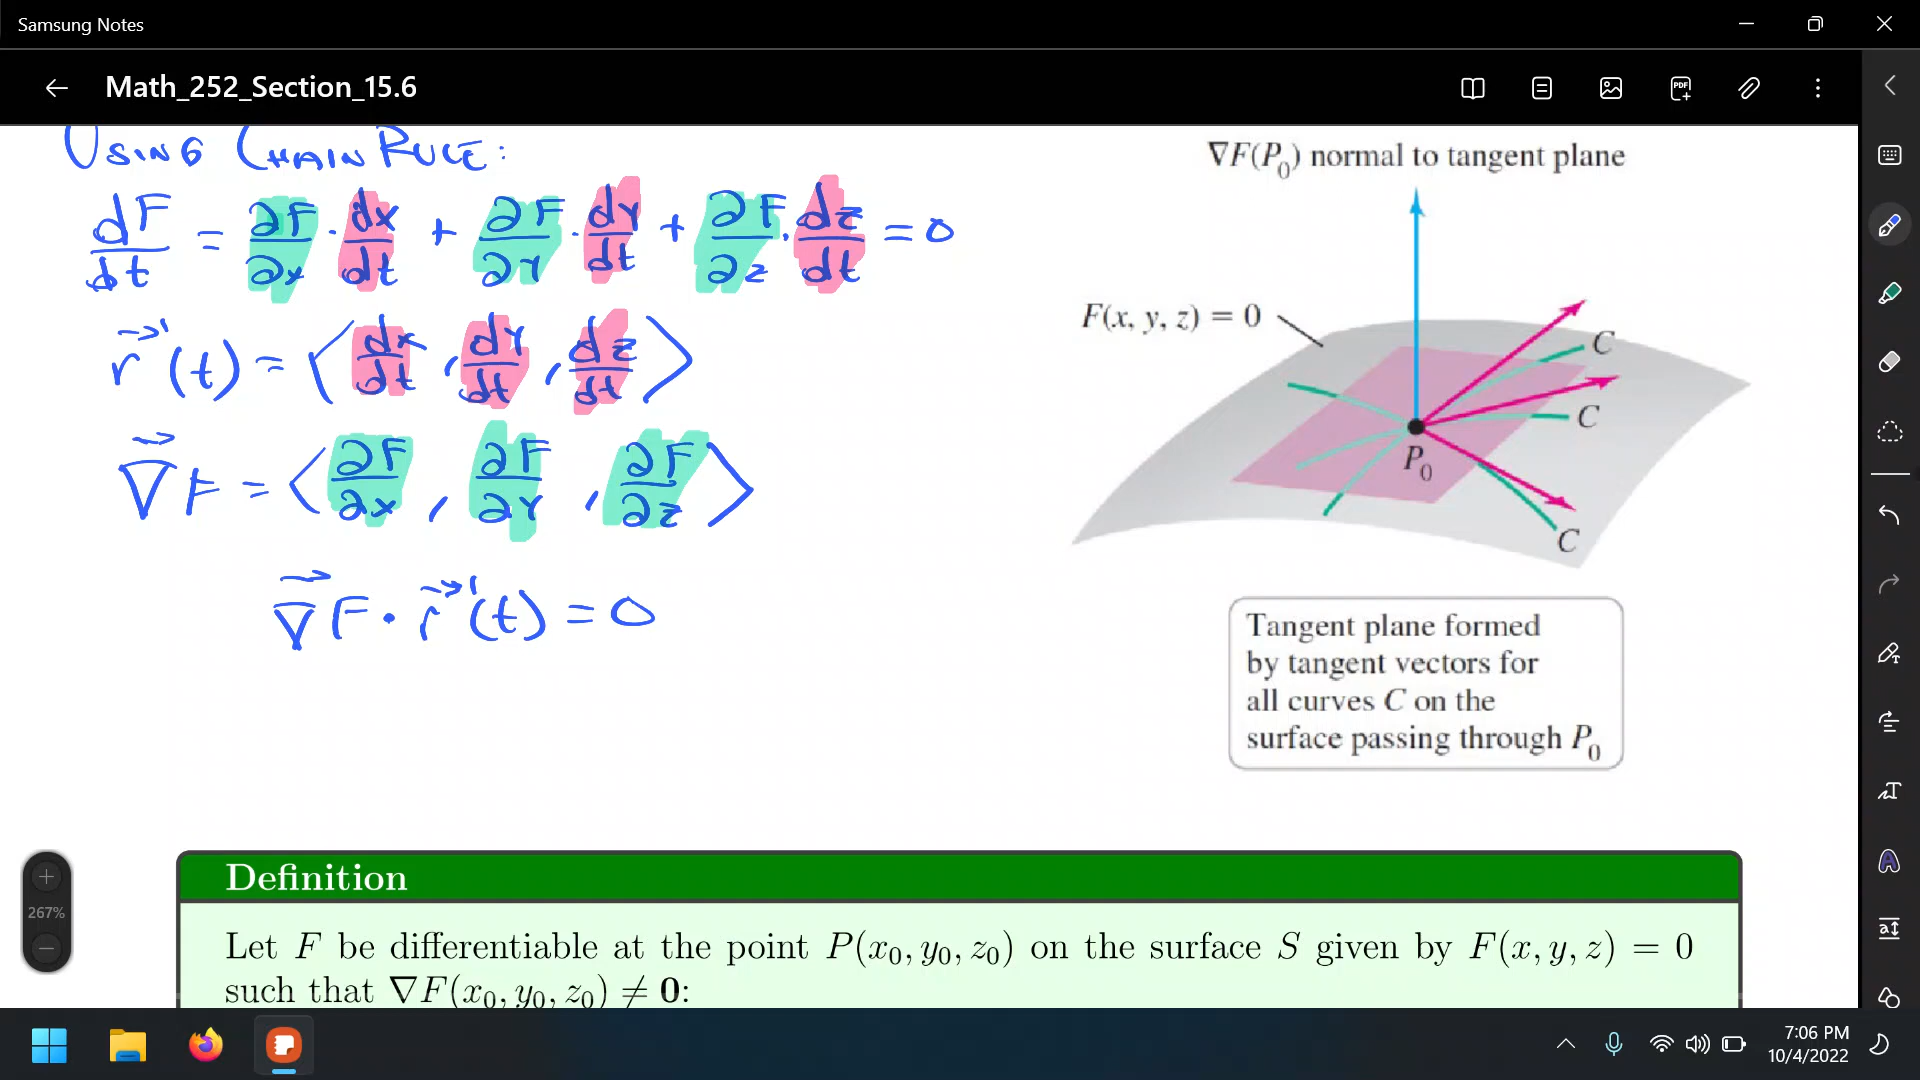 Samsung Notes
Math_252_Section_15.6
USING CHAIN RULE:
dF/dt = ∂F/∂x · dx/dt + ∂F/∂y · dy/dt + ∂F/∂z · dz/dt = 0
r⃗'(t) = ⟨dx/dt, dy/dt, dz/dt⟩
∇⃗F = ⟨∂F/∂x, ∂F/∂y, ∂F/∂z⟩
∇⃗F · r⃗'(t) = 0
∇F(P₀) normal to tangent plane
F(x, y, z) = 0
C
C
P₀
C
Tangent plane formed
by tangent vectors for
all curves C on the
surface passing through P₀
Definition
Let F be differentiable at the point P(x₀, y₀, z₀) on the surface S given by F(x, y, z) = 0
such that ∇F(x₀, y₀, z₀) ≠ 0:
267%
PDF
7:06 PM
10/4/2022